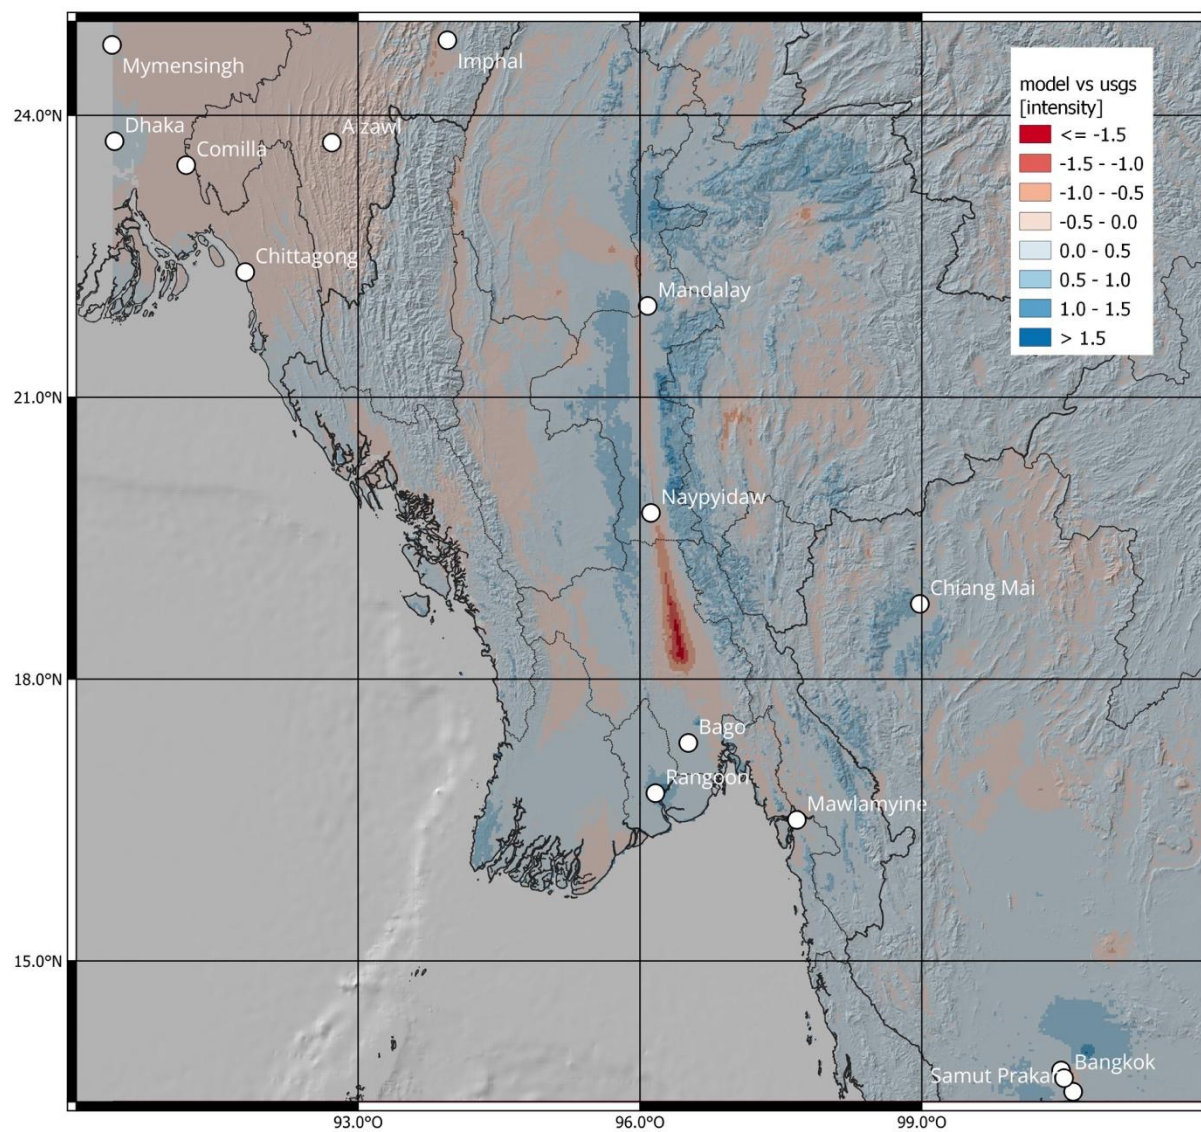 model vs usgs
[intensity]
<= -1.5
-1.5 - -1.0
-1.0 - -0.5
-0.5 - 0.0
0.0 - 0.5
0.5 - 1.0
1.0 - 1.5
> 1.5
Mymensingh
Imphal
24.0°N
Dhaka
Aizawl
Comilla
Chittagong
Mandalay
21.0°N
Naypyidaw
Chiang Mai
18.0°N
Bago
Rangoon
Mawlamyine
15.0°N
Bangkok
Samut Prakan
93.0°O
96.0°O
99.0°O